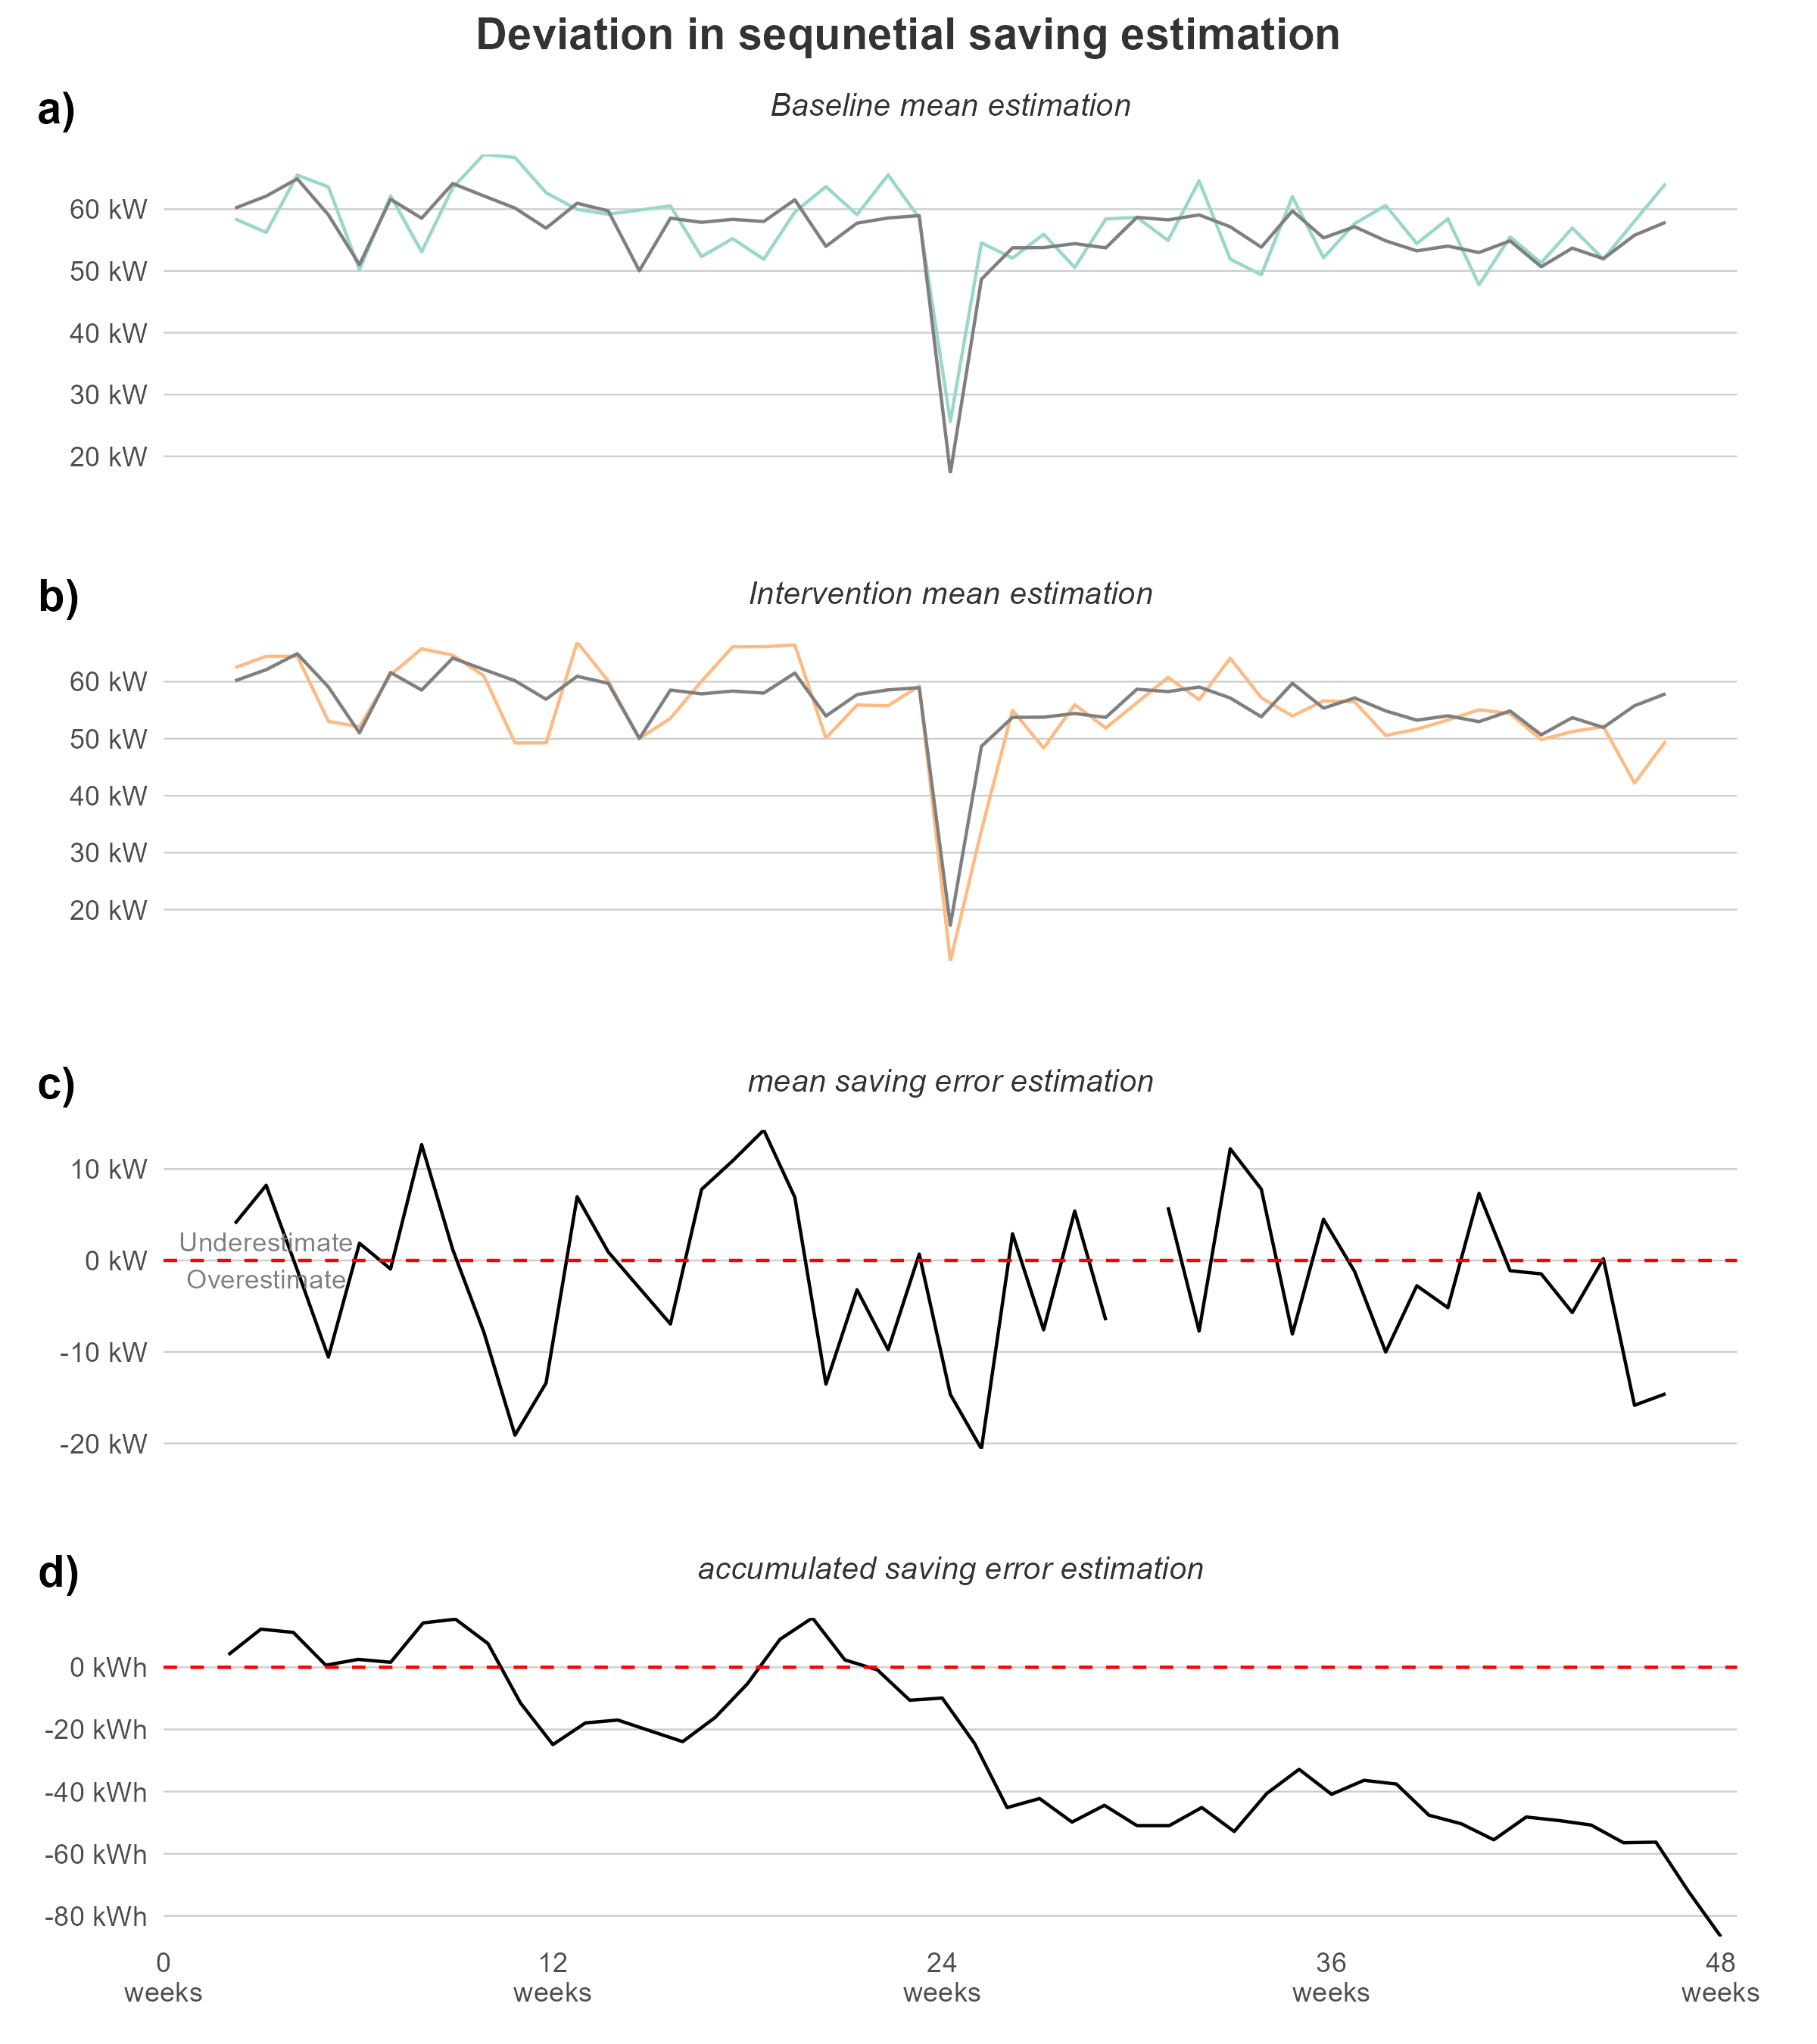 Deviation in sequnetial saving estimation
a)
Baseline mean estimation
60 kW
50 kW
40 kW
30 kW
20 kW
b)
Intervention mean estimation
60 kW
50 kW
40 kW
30 kW
20 kW
c)
mean saving error estimation
10 kW
Underestimate
0 kW
Overestimate
-10 kW
-20 kW
d)
accumulated saving error estimation
0 kWh
-20 kWh
-40 kWh
-60 kWh
-80 kWh
0 12 24 36 48
weeks weeks weeks weeks weeks